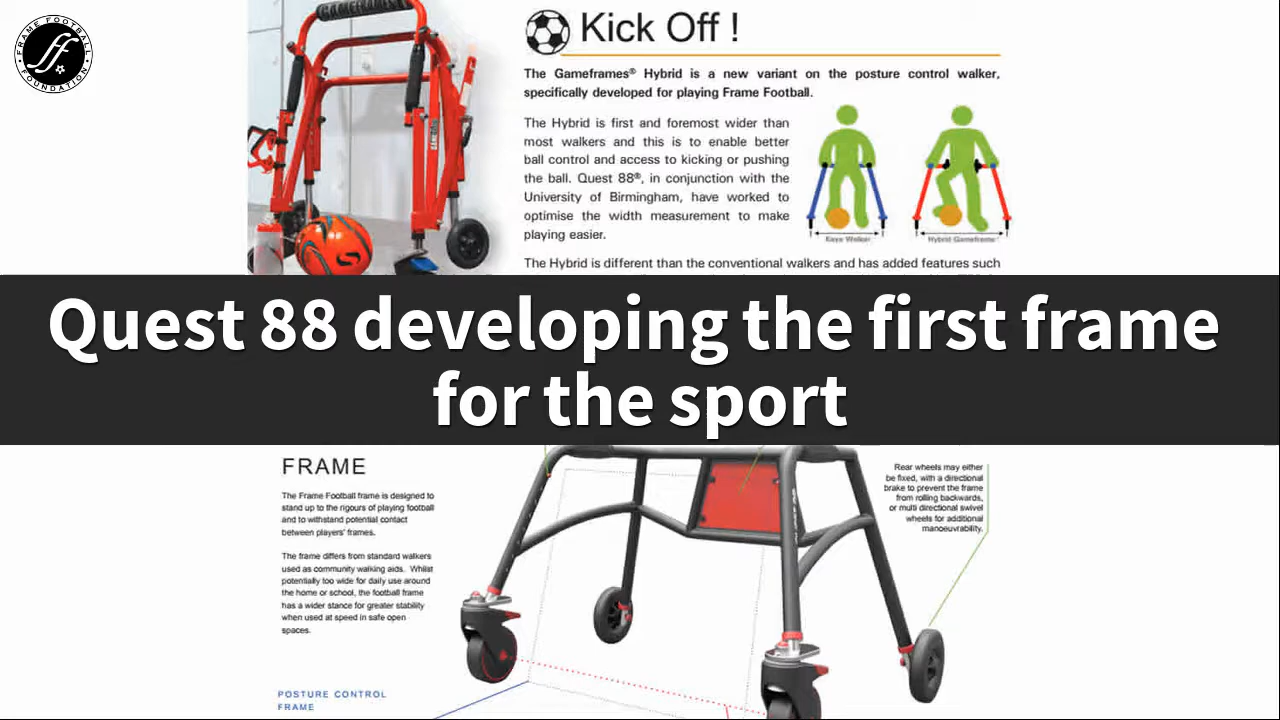 FRAME FOOTBALL FOUNDATION
ff
GAMEFRAMES
Kick Off !
The Gameframes® Hybrid is a new variant on the posture control walker,
specifically developed for playing Frame Football.
The Hybrid is first and foremost wider than
most walkers and this is to enable better
ball control and access to kicking or pushing
the ball. Quest 88®, in conjunction with the
University of Birmingham, have worked to
optimise the width measurement to make
playing easier.
Kaye Walker
Hybrid Gameframe
The Hybrid is different than the conventional walkers and has added features such
Quest 88 developing the first frame
for the sport
FRAME
The Frame Football frame is designed to
stand up to the rigours of playing football
and to withstand potential contact
between players' frames.
The frame differs from standard walkers
used as community walking aids. Whilst
potentially too wide for daily use around
the home or school, the football frame
has a wider stance for greater stability
when used at speed in safe open
spaces.
Rear wheels may either
be fixed, with a directional
brake to prevent the frame
from rolling backwards,
or multi directional swivel
wheels for additional
manoeuvrability.
POSTURE CONTROL
FRAME